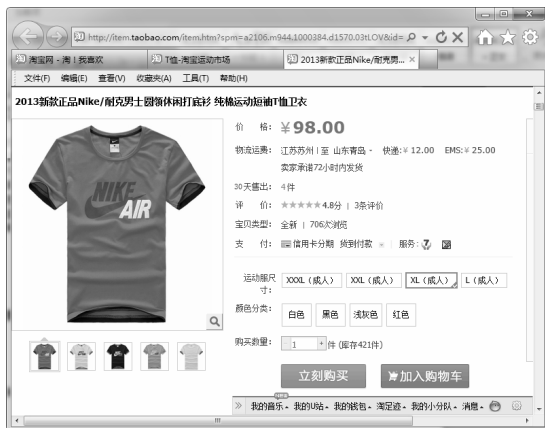 http://item.taobao.com/item.htm?spm=a2106.m944.1000384.d1570.03tLOV&id=
淘宝网 - 淘！我喜欢 T恤-淘宝运动市场 2013新款正品Nike/耐克男...
文件(F) 编辑(E) 查看(V) 收藏夹(A) 工具(T) 帮助(H)
2013新款正品Nike/耐克男士圆领休闲打底衫 纯棉运动短袖T恤卫衣
价 格: ¥98.00
物流运费: 江苏苏州 | 至 山东青岛 快递:¥ 12.00 EMS:¥ 25.00
卖家承诺72小时内发货
30天售出: 4件
评 价: ★★★★★ 4.8分 | 3条评价
宝贝类型: 全新 | 706次浏览
支 付: 信用卡分期 货到付款 服务:
运动服尺寸: XXXL（成人） XXL（成人） XL（成人） L（成人）
颜色分类: 白色 黑色 浅灰色 红色
购买数量: 1 件 (库存421件)
立刻购买 加入购物车
NIKE
AIR
我的音乐 我的U站 我的钱包 淘足迹 我的小分队 消息